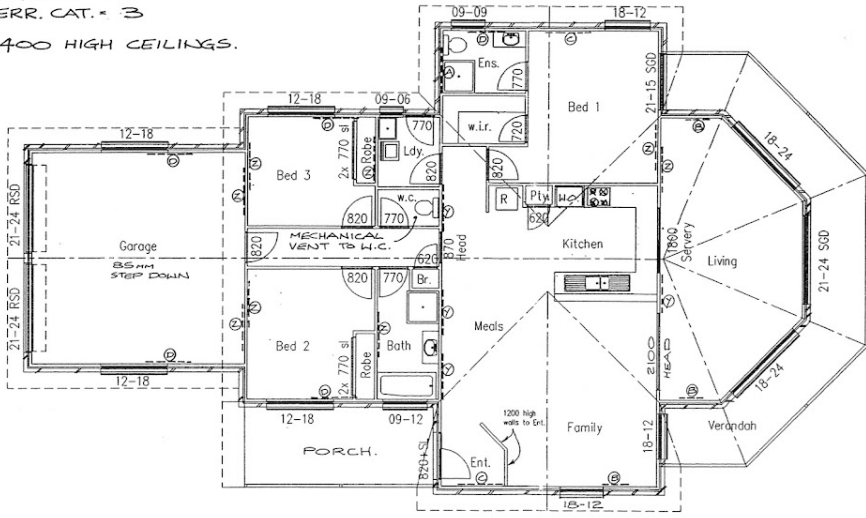 ERR. CAT. = 3
400 HIGH CEILINGS.
09-09
18-12
D
C
Ens.
A
770
21-15 SGD
Bed 1
w.i.r.
720
12-18
09-06
770
Ldy.
820
820
Z
B
18-24
12-18
D
D
2x 770 sl
Robe
Z
Bed 3
w.c.
R
Pty.
620
Z
21-24 RSD
Garage
85MM
STEP DOWN
820
820
770
MECHANICAL
VENT TO W.C.
Y
870
Head
Kitchen
1800
Servery
Living
21-24 SGD
620
Br.
820
770
21-24 RSD
Z
Z
Z
Y
Y
Y
Meals
Bed 2
2x 770 sl
Robe
Bath
2100
HEAD
18-24
B
D
12-18
D
12-18
09-12
PORCH.
820+SL
1200 high
walls to Ent.
Ent.
C
Family
B
18-12
Verandah
18-12